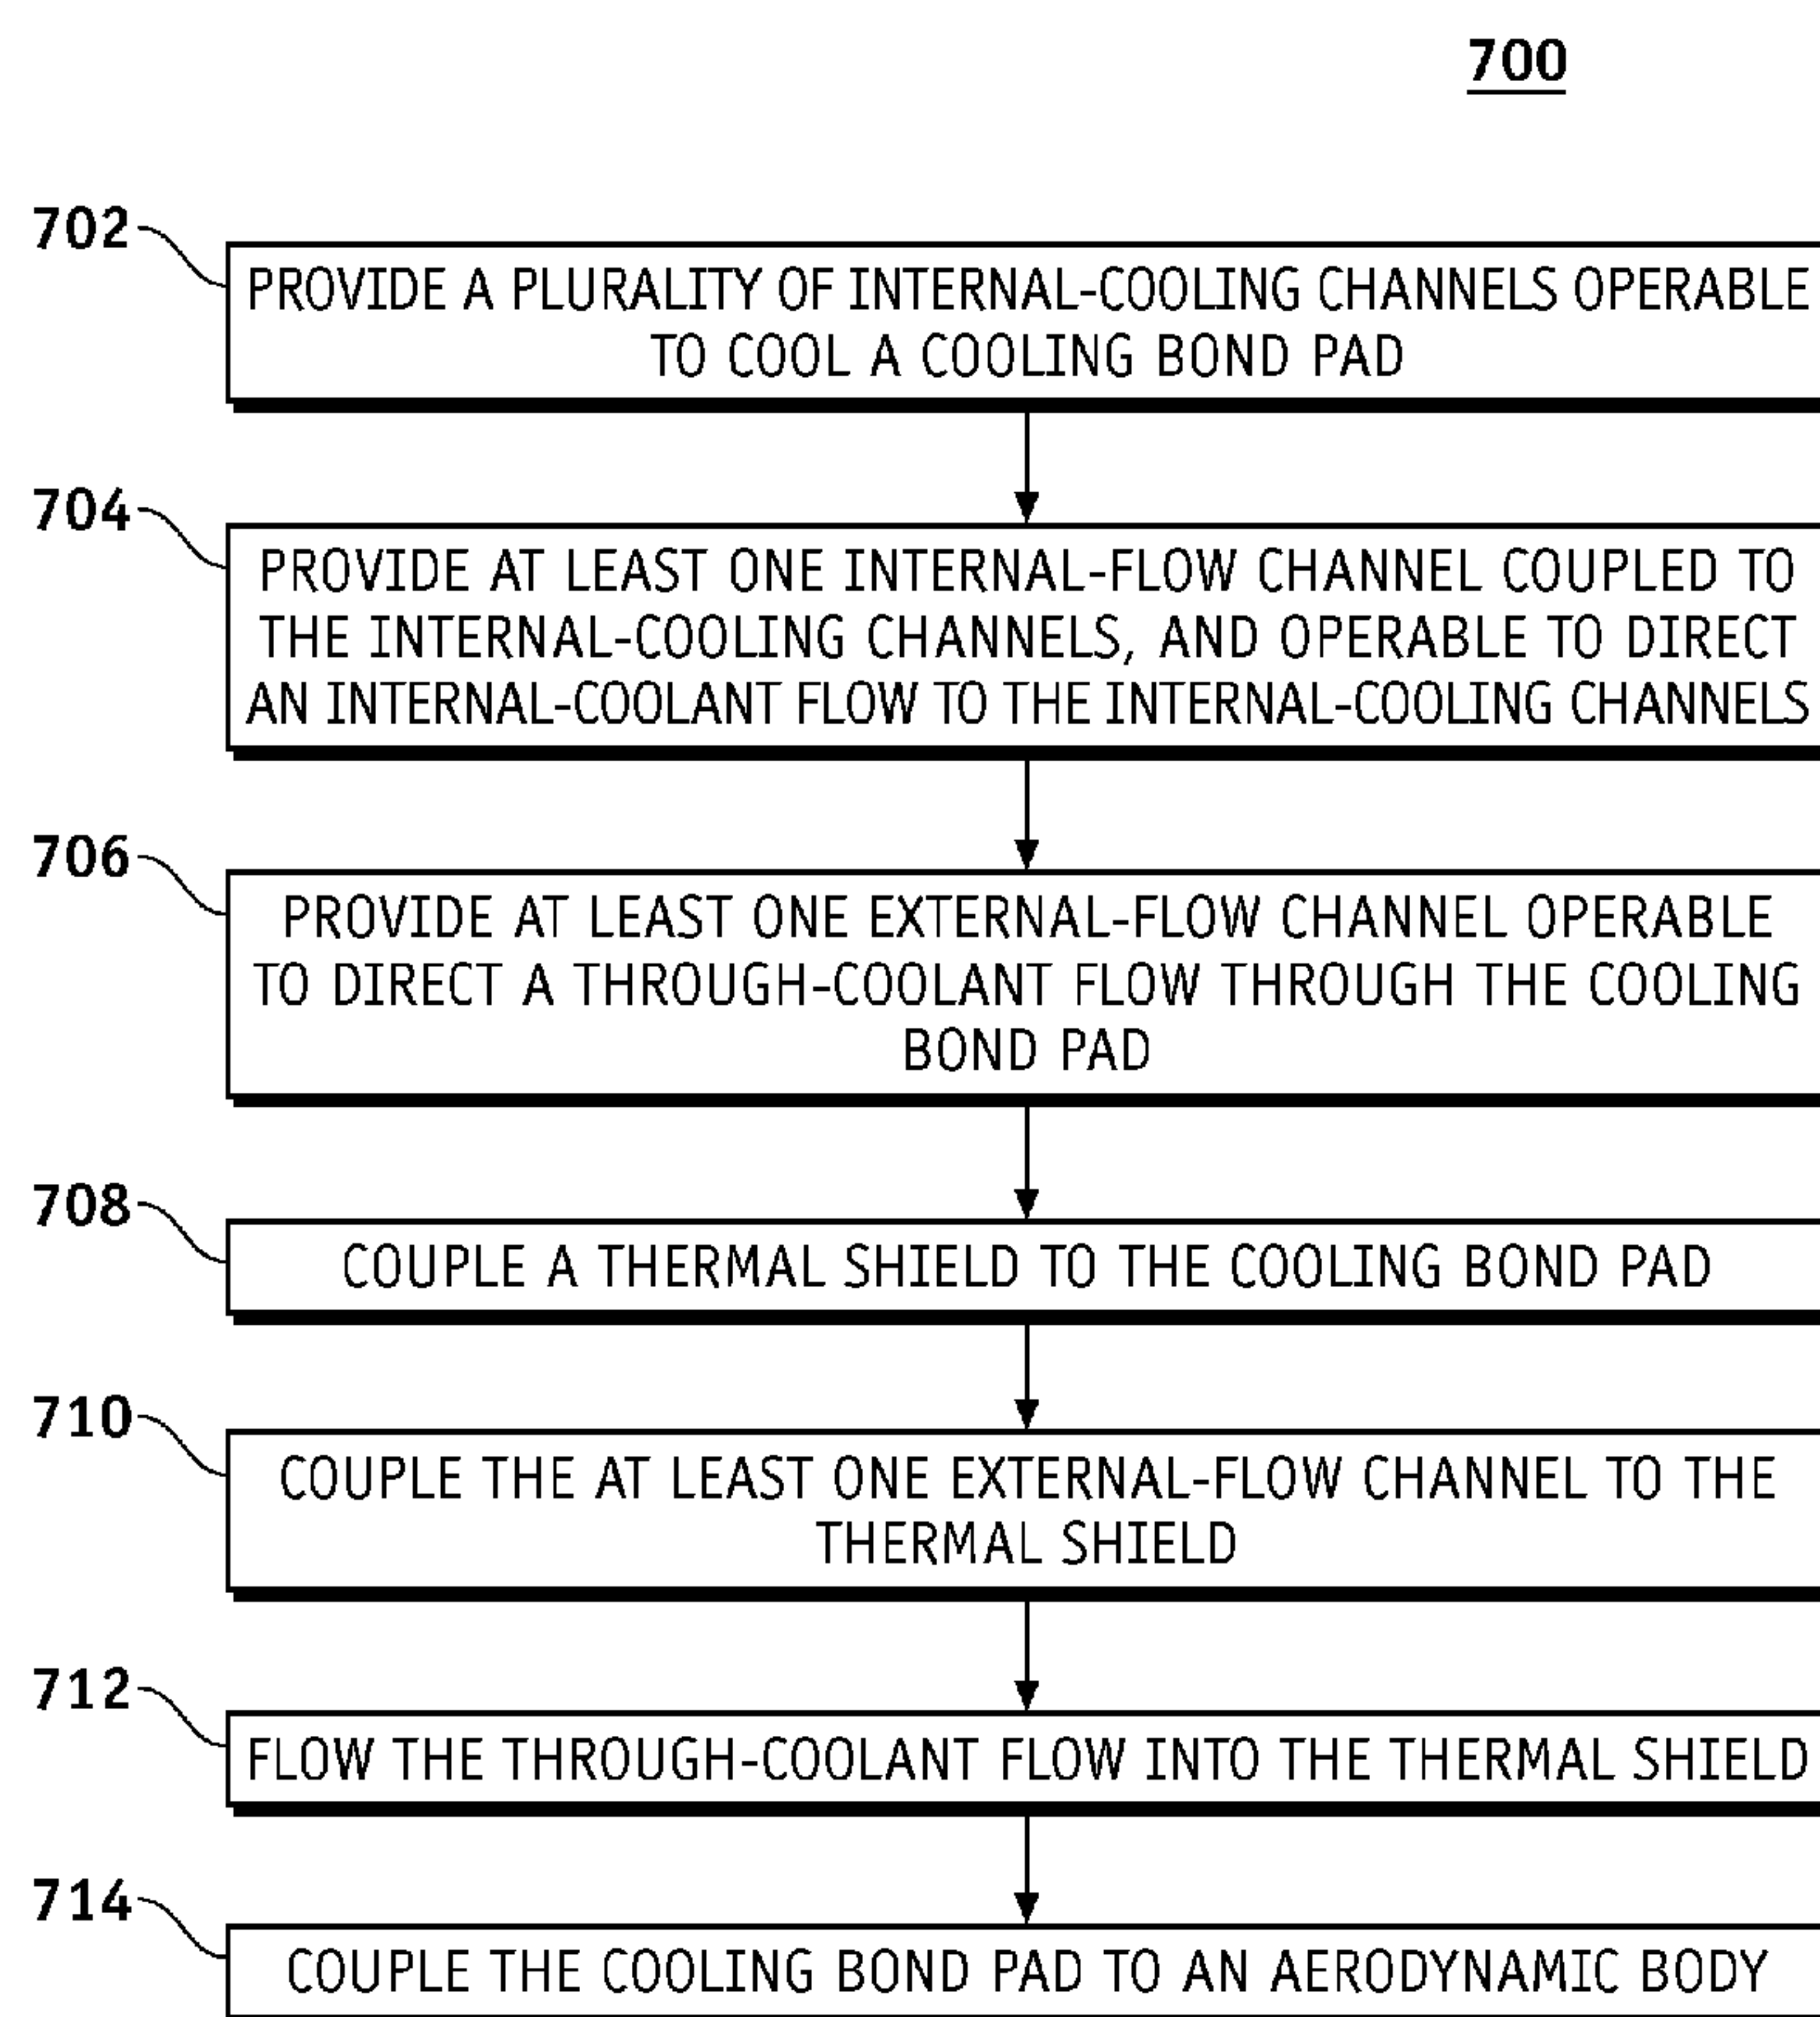 700
702
PROVIDE A PLURALITY OF INTERNAL-COOLING CHANNELS OPERABLE
TO COOL A COOLING BOND PAD
704
PROVIDE AT LEAST ONE INTERNAL-FLOW CHANNEL COUPLED TO
THE INTERNAL-COOLING CHANNELS, AND OPERABLE TO DIRECT
AN INTERNAL-COOLANT FLOW TO THE INTERNAL-COOLING CHANNELS
706
PROVIDE AT LEAST ONE EXTERNAL-FLOW CHANNEL OPERABLE
TO DIRECT A THROUGH-COOLANT FLOW THROUGH THE COOLING
BOND PAD
708
COUPLE A THERMAL SHIELD TO THE COOLING BOND PAD
710
COUPLE THE AT LEAST ONE EXTERNAL-FLOW CHANNEL TO THE
THERMAL SHIELD
712
FLOW THE THROUGH-COOLANT FLOW INTO THE THERMAL SHIELD
714
COUPLE THE COOLING BOND PAD TO AN AERODYNAMIC BODY